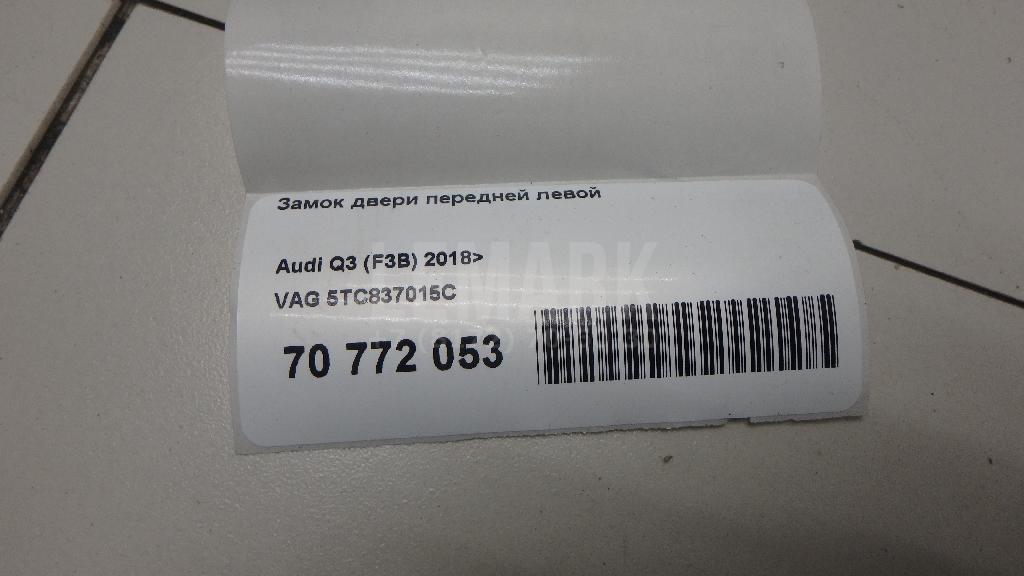 Замок двери передней левой
Audi Q3 (F3B) 2018>
VAG 5TC837015C
70 772 053